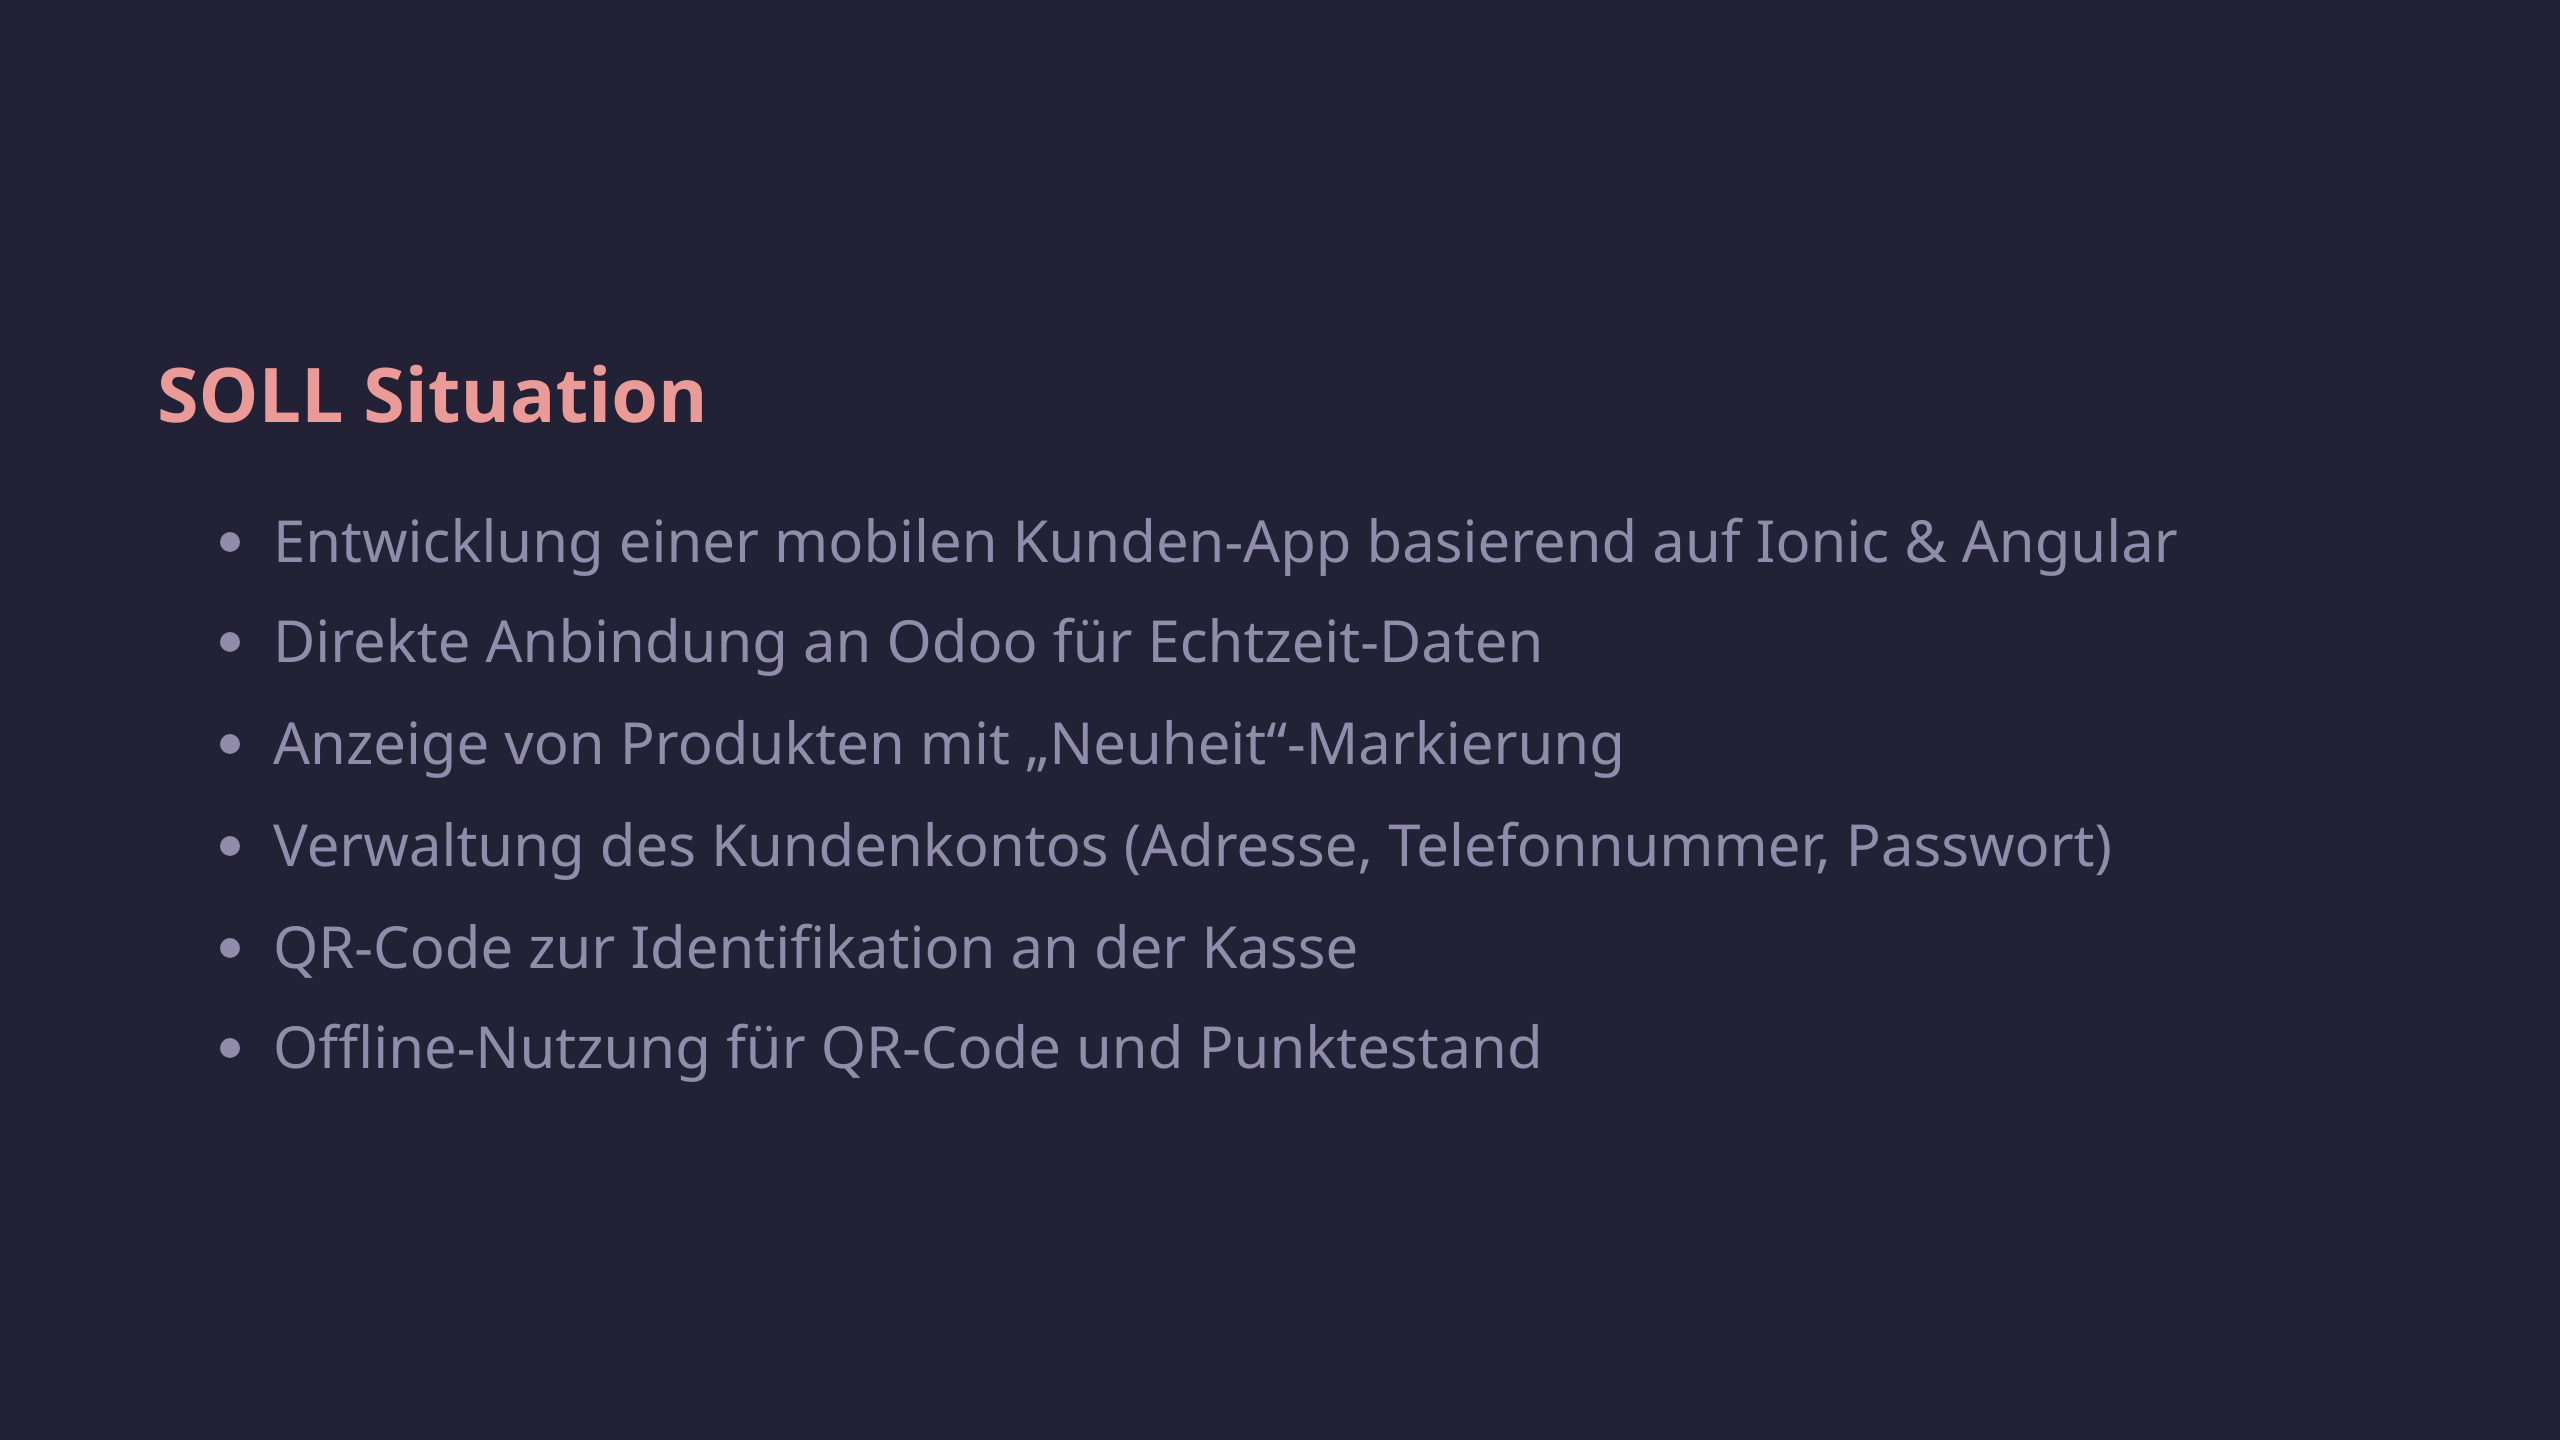 SOLL Situation
• Entwicklung einer mobilen Kunden-App basierend auf Ionic & Angular
• Direkte Anbindung an Odoo für Echtzeit-Daten
• Anzeige von Produkten mit „Neuheit“-Markierung
• Verwaltung des Kundenkontos (Adresse, Telefonnummer, Passwort)
• QR-Code zur Identifikation an der Kasse
• Offline-Nutzung für QR-Code und Punktestand